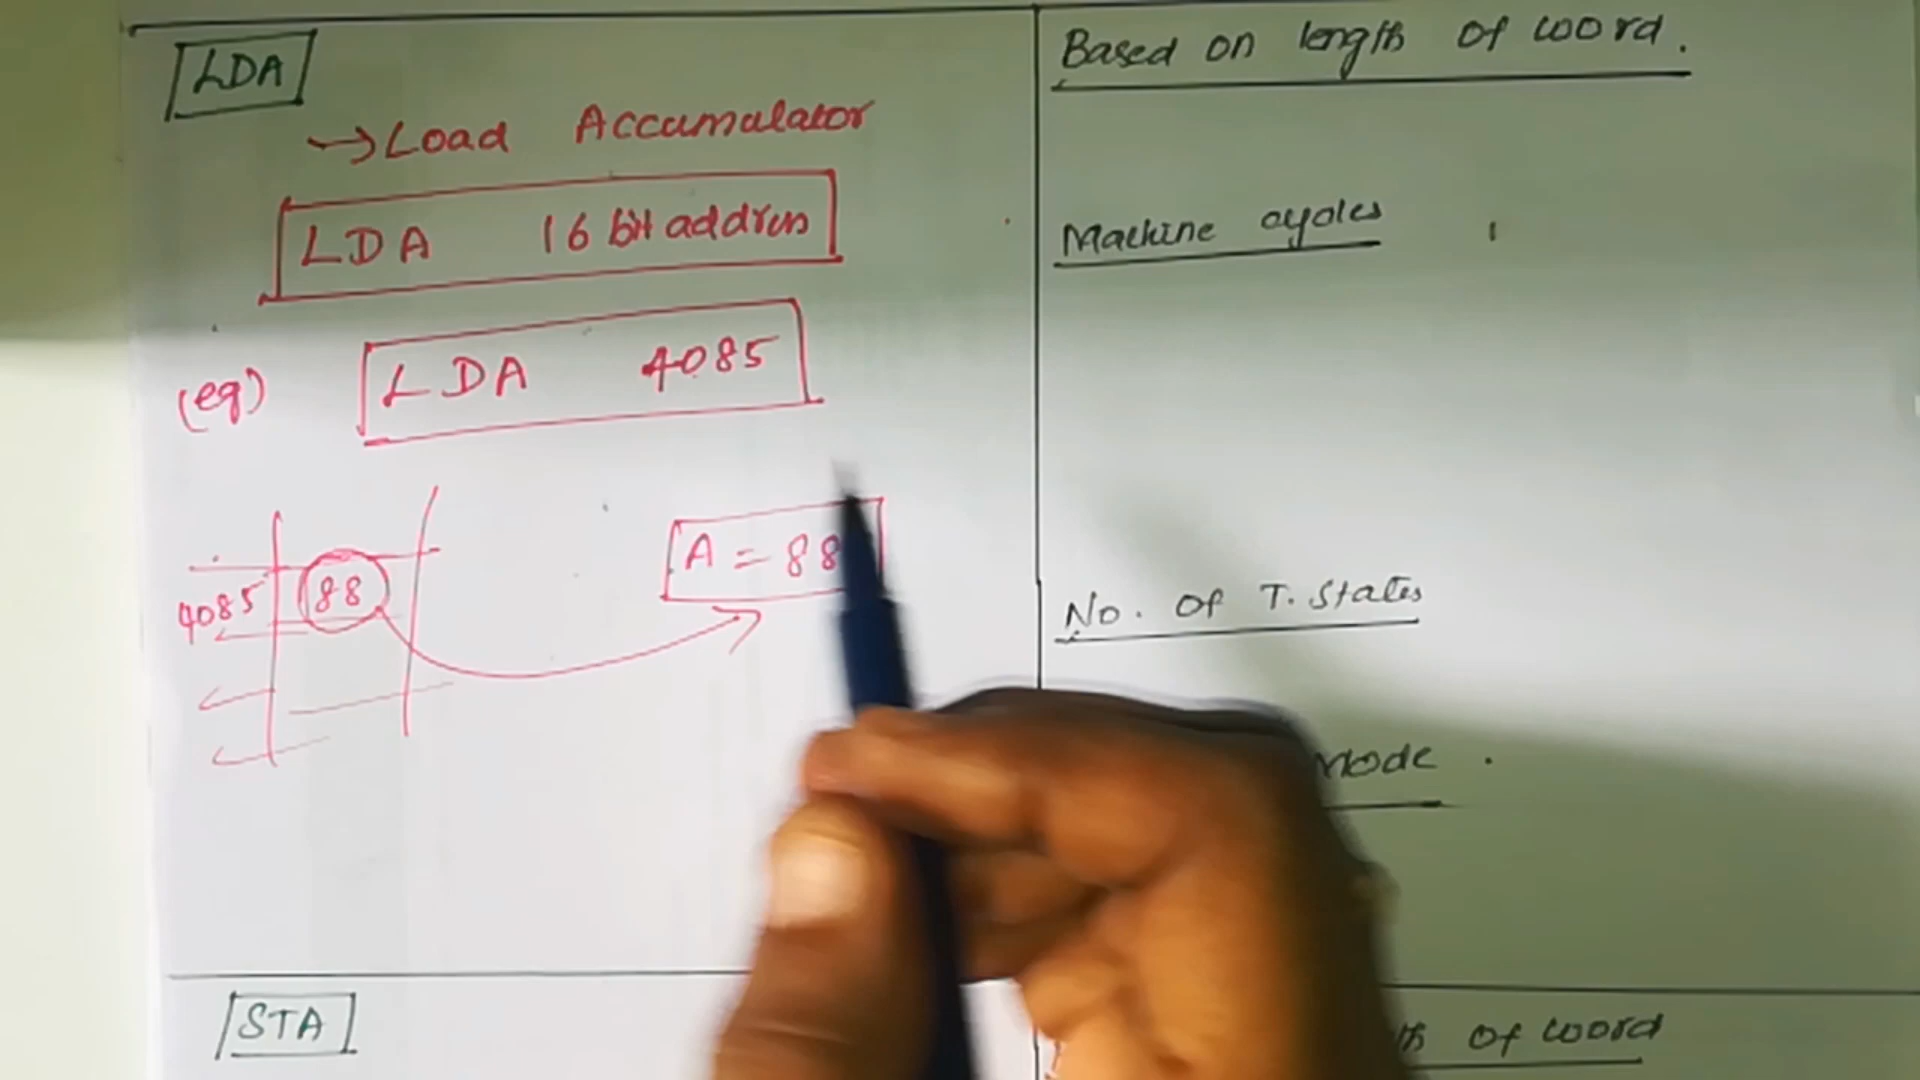 LDA
→ Load Accumulator
LDA 16 bit address
(eg) LDA 4085
4085 88
A = 88
STA
Based on length of word.
Machine cycles
No. of T. States
Mode.
of word